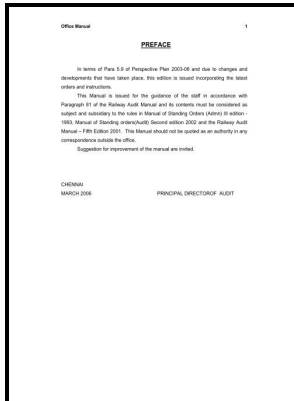 Office Manual 1
PREFACE
In terms of Para 5.9 of Perspective Plan 2003-08 and due to changes and
developments that have taken place, this edition is issued incorporating the latest
orders and instructions.
This Manual is issued for the guidance of the staff in accordance with
Paragraph 81 of the Railway Audit Manual and its contents must be considered as
subject and subsidiary to the rules in Manual of Standing Orders (Admn) III edition -
1993, Manual of Standing orders(Audit) Second edition 2002 and the Railway Audit
Manual – Fifth Edition 2001. This Manual should not be quoted as an authority in any
correspondence outside the office.
Suggestion for improvement of the manual are invited.
CHENNAI
MARCH 2006 PRINCIPAL DIRECTOROF AUDIT